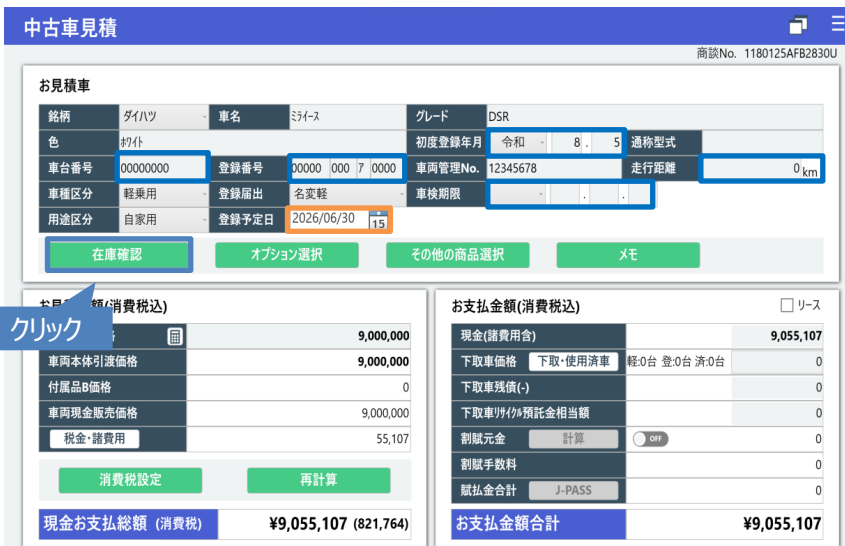 中古車見積
商談No. 1180125AFB2830U
お見積車
銘柄 ダイハツ 車名 ﾐﾗｲｰｽ グレード DSR
色 ﾎﾜｲﾄ 初度登録年月 令和 8 . 5 通称型式
車台番号 00000000 登録番号 00000 000 7 0000 車両管理No. 12345678 走行距離 0 km
車種区分 軽乗用 登録届出 名変軽 車検期限 . .
用途区分 自家用 登録予定日 2026/06/30 15
在庫確認 オプション選択 その他の商品選択 メモ
クリック
(消費税込)
9,000,000
車両本体引渡価格 9,000,000
付属品B価格 0
車両現金販売価格 9,000,000
税金・諸費用 55,107
消費税設定 再計算
現金お支払総額 (消費税) ¥9,055,107 (821,764)
お支払金額(消費税込) リース
現金(諸費用含) 9,055,107
下取車価格 下取・使用済車 軽:0台 登:0台 済:0台 0
下取車残債(-) 0
下取車ﾘｻｲｸﾙ預託金相当額 0
割賦元金 計算 OFF 0
割賦手数料 0
賦払金合計 J-PASS 0
お支払金額合計 ¥9,055,107